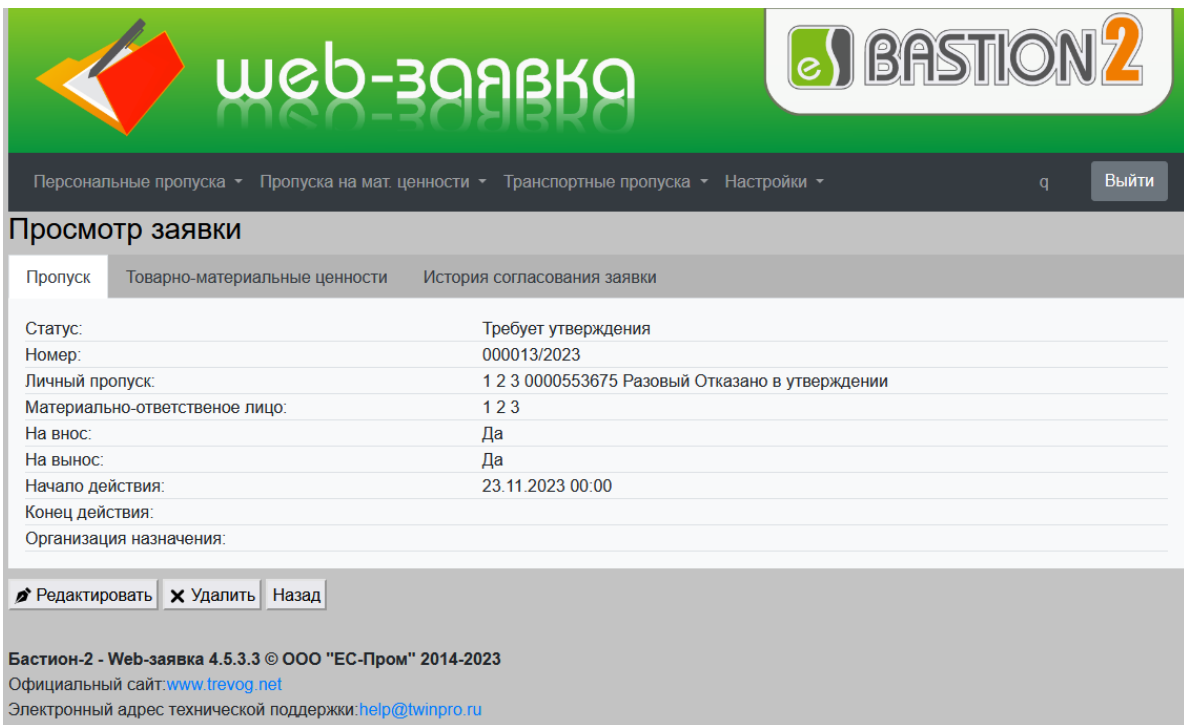 web-заявка
eS BASTION 2
Персональные пропуска Пропуска на мат. ценности Транспортные пропуска Настройки q Выйти
Просмотр заявки
Пропуск Товарно-материальные ценности История согласования заявки
Статус: Требует утверждения
Номер: 000013/2023
Личный пропуск: 1 2 3 0000553675 Разовый Отказано в утверждении
Материально-ответственое лицо: 1 2 3
На внос: Да
На вынос: Да
Начало действия: 23.11.2023 00:00
Конец действия:
Организация назначения:
Редактировать Удалить Назад
Бастион-2 - Web-заявка 4.5.3.3 © ООО "ЕС-Пром" 2014-2023
Официальный сайт:www.trevog.net
Электронный адрес технической поддержки:help@twinpro.ru